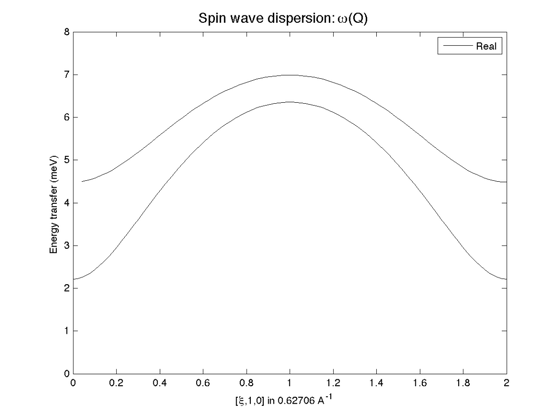 Spin wave dispersion: ω(Q)
Real
8
7
6
5
4
3
2
1
0
Energy transfer (meV)
0 0.2 0.4 0.6 0.8 1 1.2 1.4 1.6 1.8 2
[ξ,1,0] in 0.62706 A⁻¹